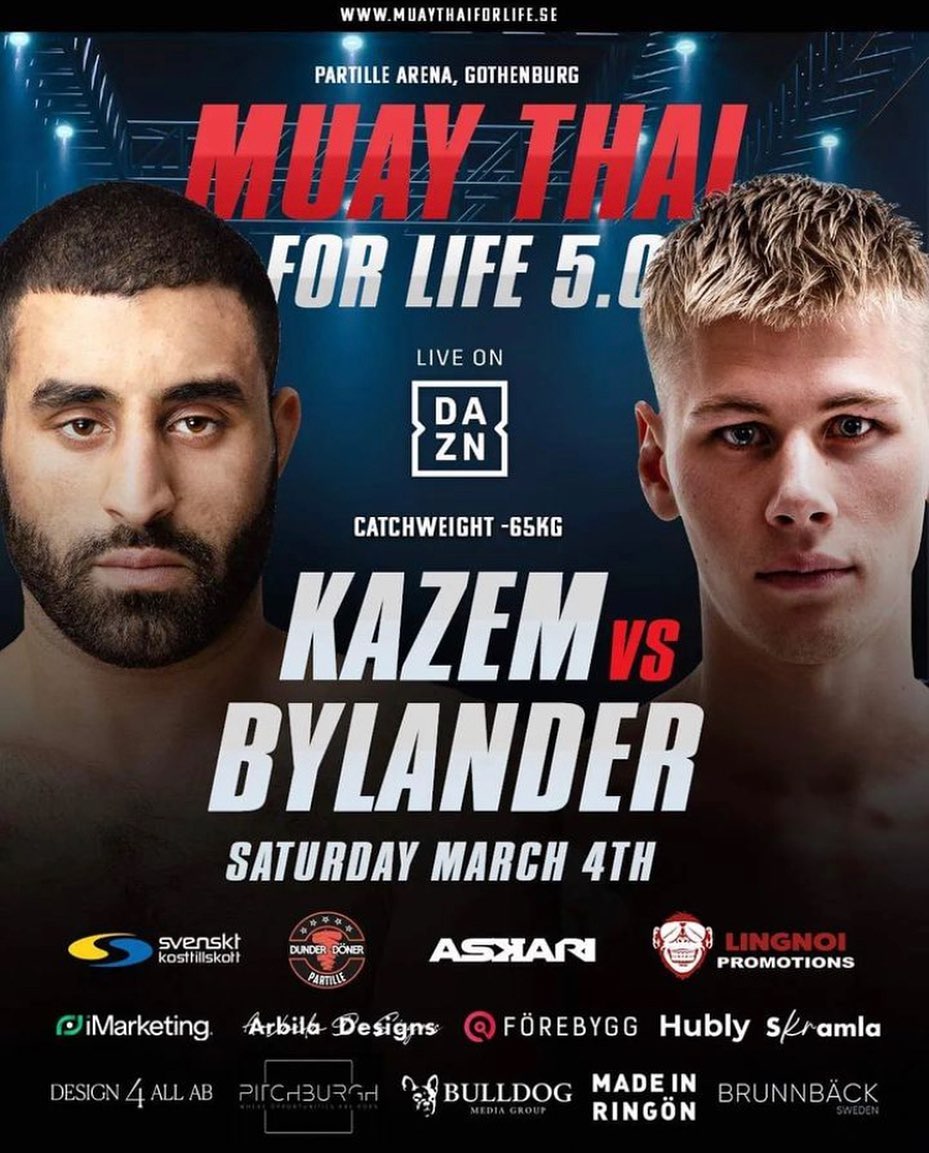 WWW.MUAYTHAIFORLIFE.SE
PARTILLE ARENA, GOTHENBURG
MUAY THAI
FOR LIFE 5.0
LIVE ON
DA
ZN
CATCHWEIGHT -65KG
KAZEM VS
BYLANDER
SATURDAY MARCH 4TH
svenskt
kosttillskott
DUNDER DÖNER
PARTILLE
ASKARI
LINGNOI
PROMOTIONS
iMarketing.
Arbila Designs
FÖREBYGG
Hubly
Skramla
DESIGN 4 ALL AB
PITCHBURGH
BULLDOG
MEDIA GROUP
MADE IN
RINGÖN
BRUNNBÄCK
SWEDEN